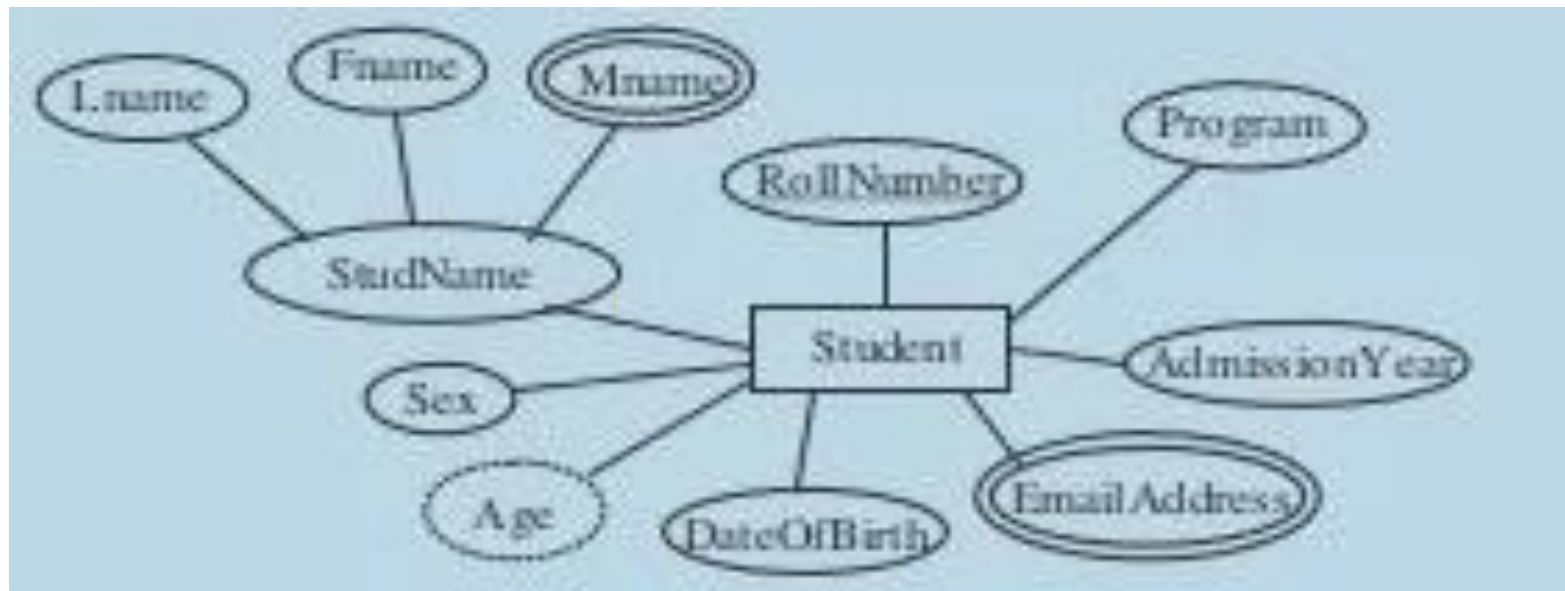 Fname
Mname
Lname
Program
RollNumber
StudName
Student
AdmissionYear
Sex
EmailAddress
Age
DateOfBirth